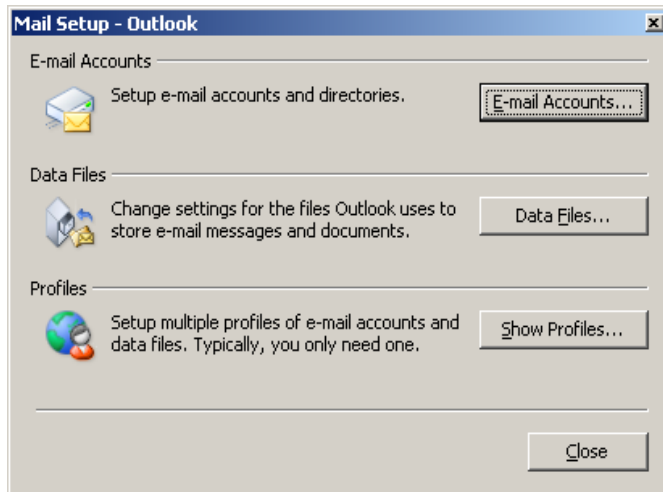 Mail Setup - Outlook
E-mail Accounts
Setup e-mail accounts and directories.
E-mail Accounts...
Data Files
Change settings for the files Outlook uses to
store e-mail messages and documents.
Data Files...
Profiles
Setup multiple profiles of e-mail accounts and
data files. Typically, you only need one.
Show Profiles...
Close